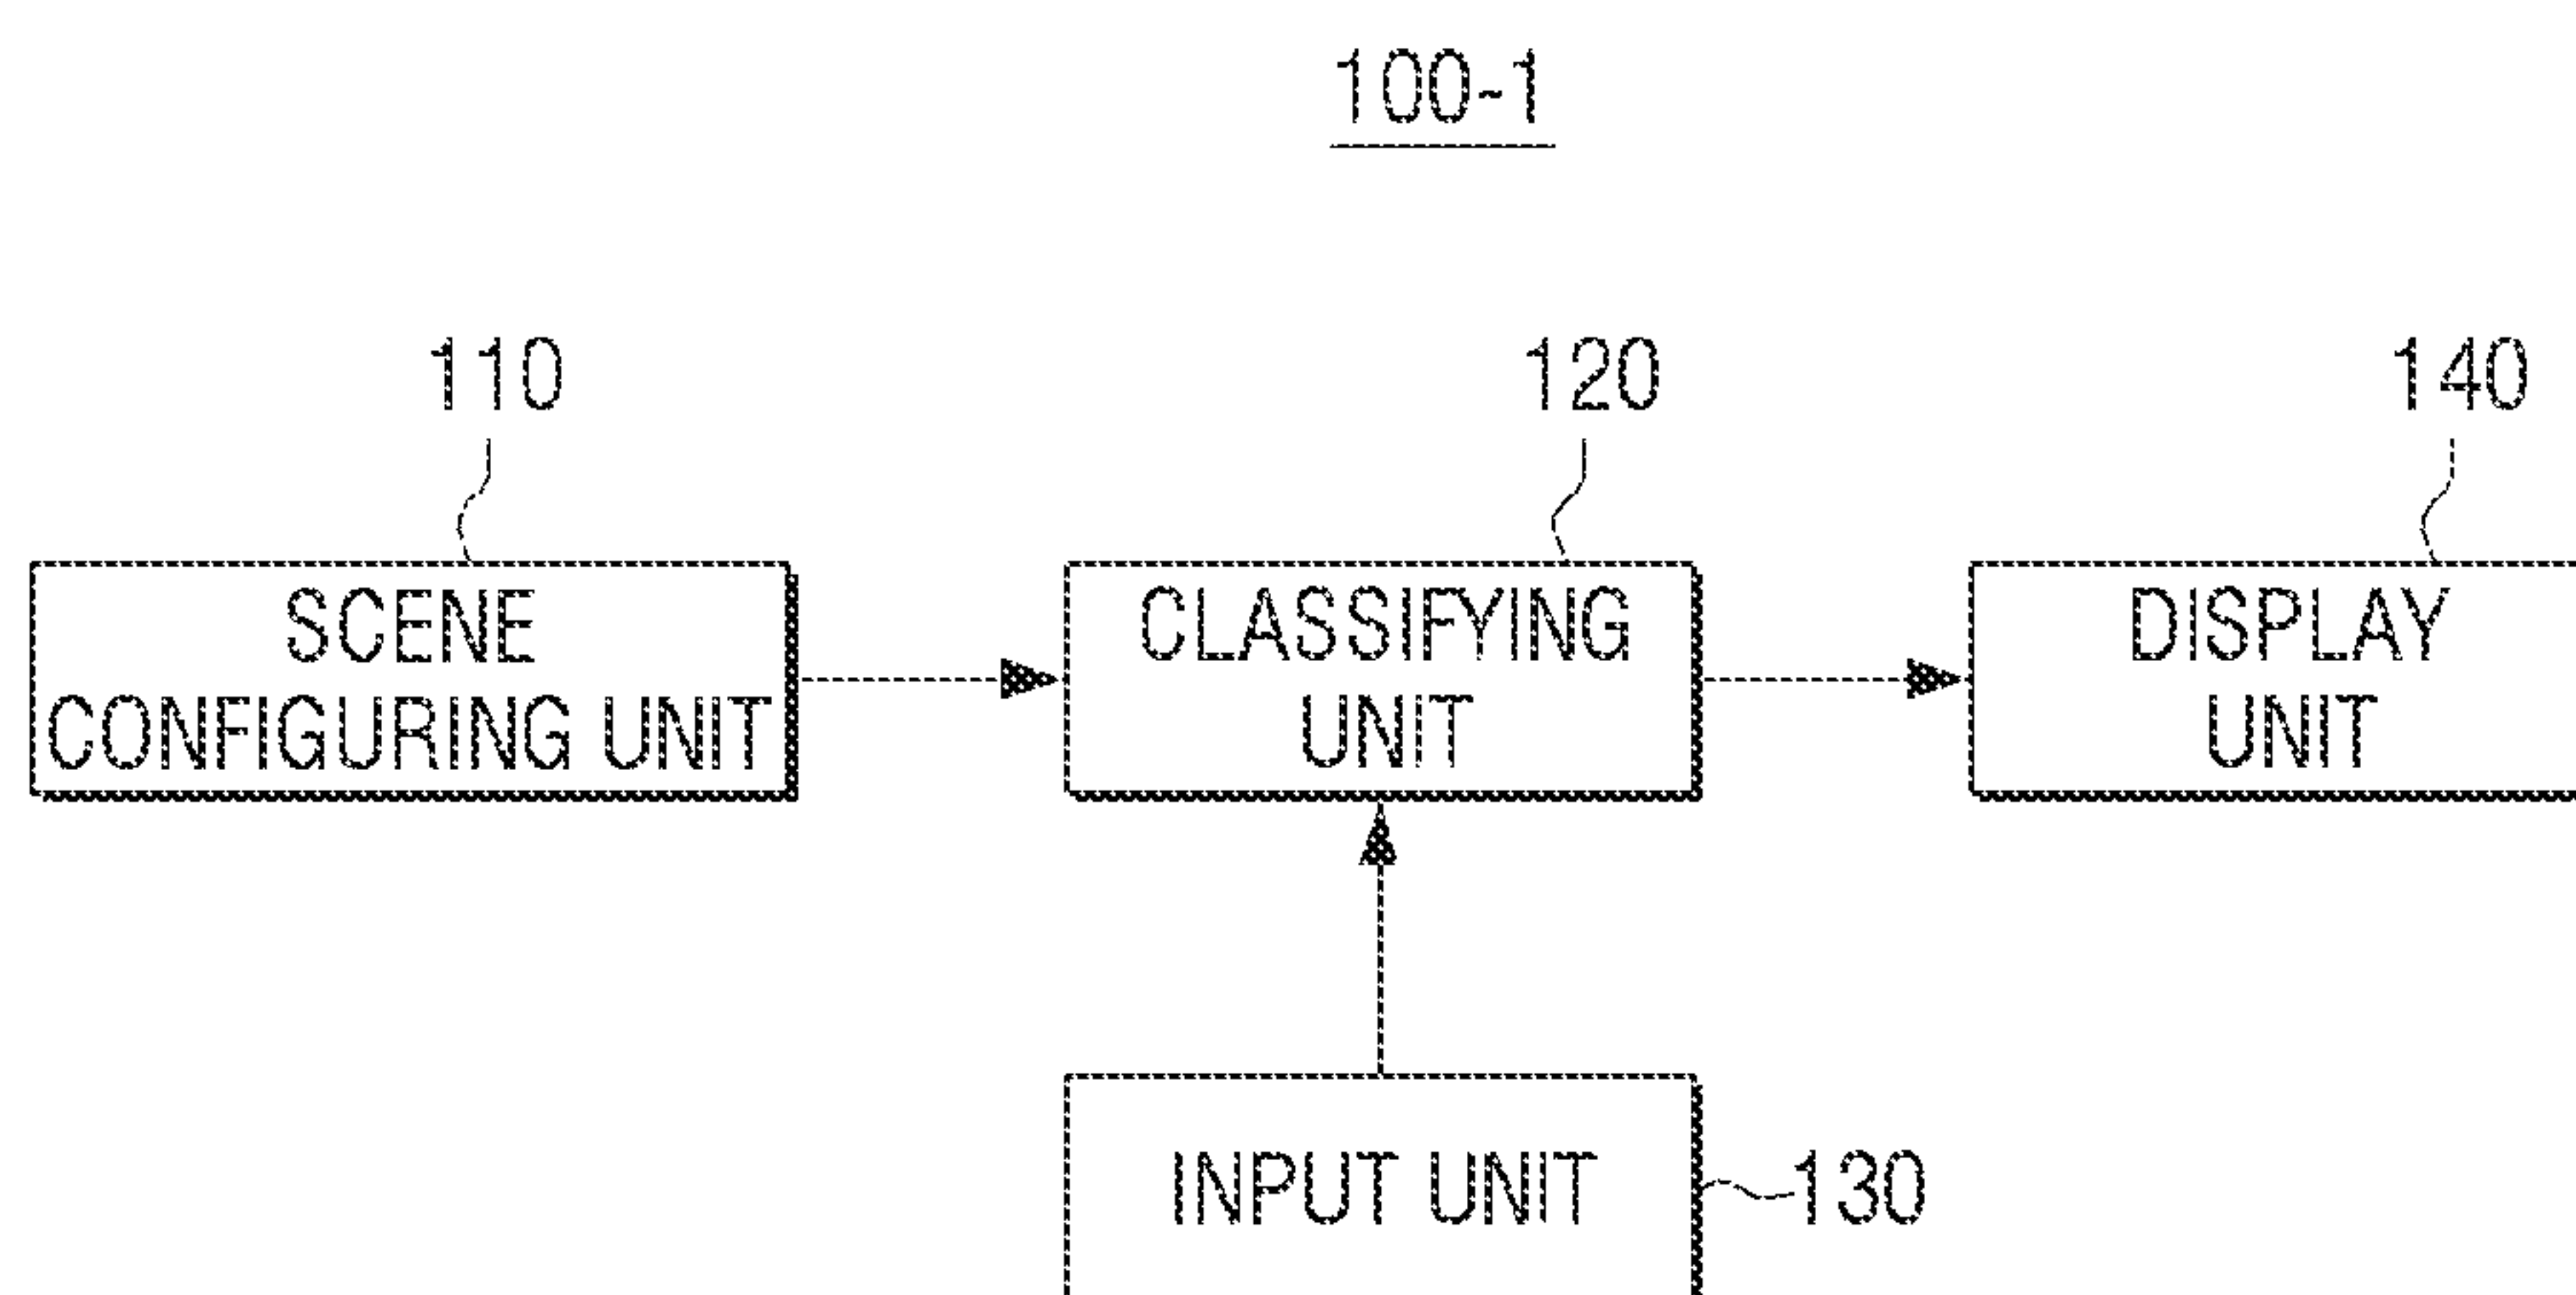 100-1
110
120
140
SCENE
CONFIGURING UNIT
CLASSIFYING
UNIT
DISPLAY
UNIT
INPUT UNIT
130